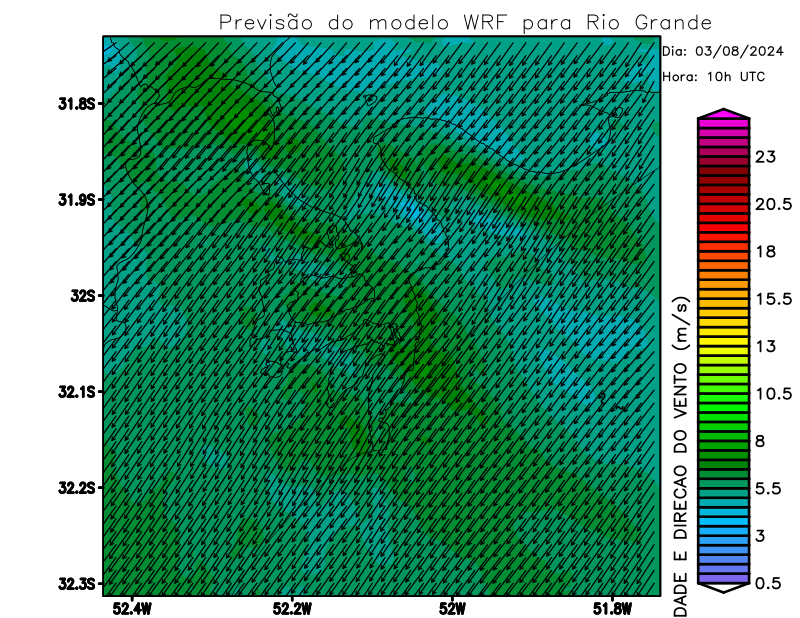 Previsão do modelo WRF para Rio Grande
Dia: 03/08/2024
Hora: 10h UTC
31.8S
31.9S
32S
32.1S
32.2S
32.3S
52.4W
52.2W
52W
51.8W
23
20.5
18
15.5
13
10.5
8
5.5
3
0.5
DADE E DIRECAO DO VENTO (m/s)